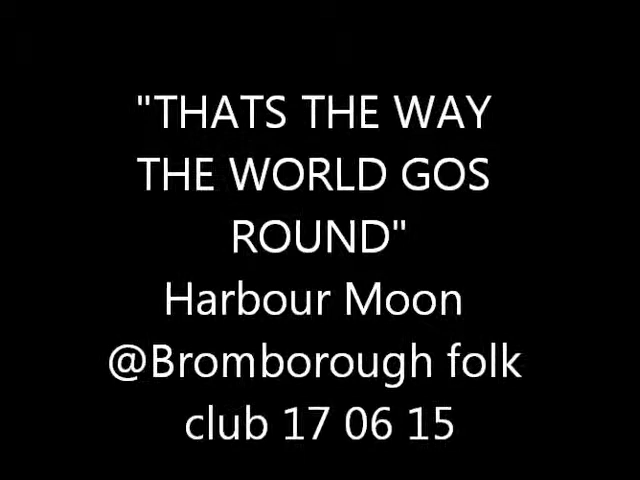 "THATS THE WAY
THE WORLD GOS
ROUND"
Harbour Moon
@Bromborough folk
club 17 06 15